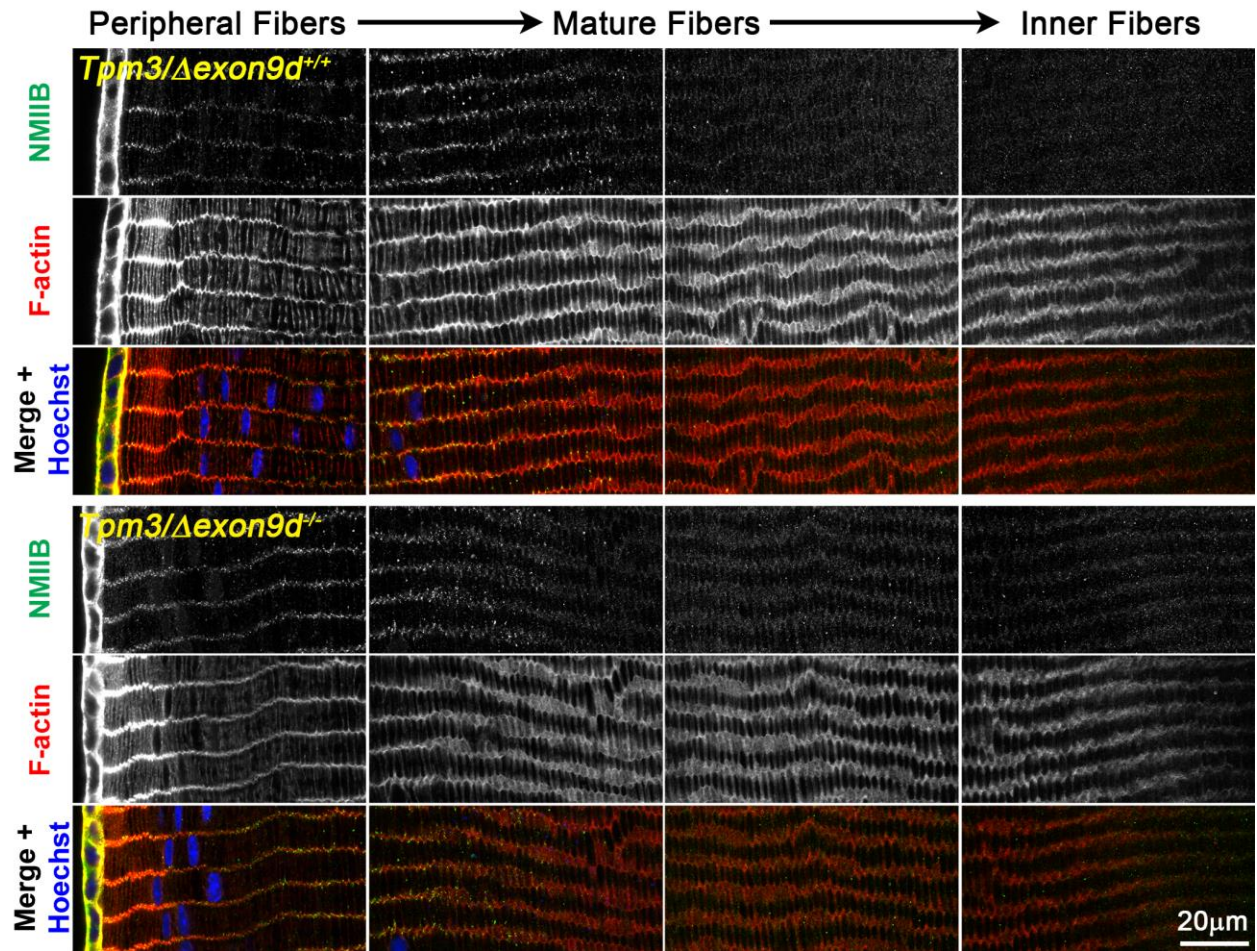 Peripheral Fibers → Mature Fibers → Inner Fibers
Tpm3/Δexon9d+/+
NMIIB
F-actin
Merge +
Hoechst
Tpm3/Δexon9d-/-
NMIIB
F-actin
Merge +
Hoechst
20μm